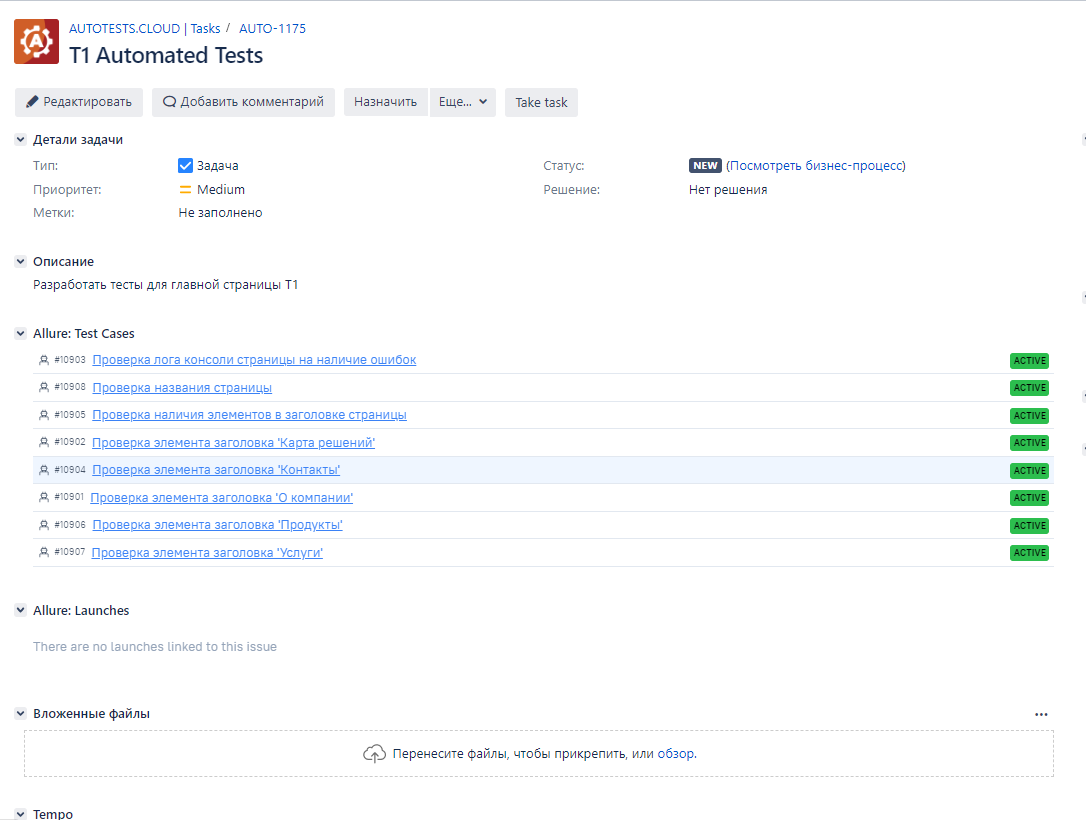 AUTOTESTS.CLOUD | Tasks / AUTO-1175
T1 Automated Tests
Редактировать Добавить комментарий Назначить Еще... Take task
Детали задачи
Тип: Задача Статус: NEW (Посмотреть бизнес-процесс)
Приоритет: Medium Решение: Нет решения
Метки: Не заполнено
Описание
Разработать тесты для главной страницы T1
Allure: Test Cases
#10903 Проверка лога консоли страницы на наличие ошибок ACTIVE
#10908 Проверка названия страницы ACTIVE
#10905 Проверка наличия элементов в заголовке страницы ACTIVE
#10902 Проверка элемента заголовка 'Карта решений' ACTIVE
#10904 Проверка элемента заголовка 'Контакты' ACTIVE
#10901 Проверка элемента заголовка 'О компании' ACTIVE
#10906 Проверка элемента заголовка 'Продукты' ACTIVE
#10907 Проверка элемента заголовка 'Услуги' ACTIVE
Allure: Launches
There are no launches linked to this issue
Вложенные файлы
Перенесите файлы, чтобы прикрепить, или обзор.
Tempo